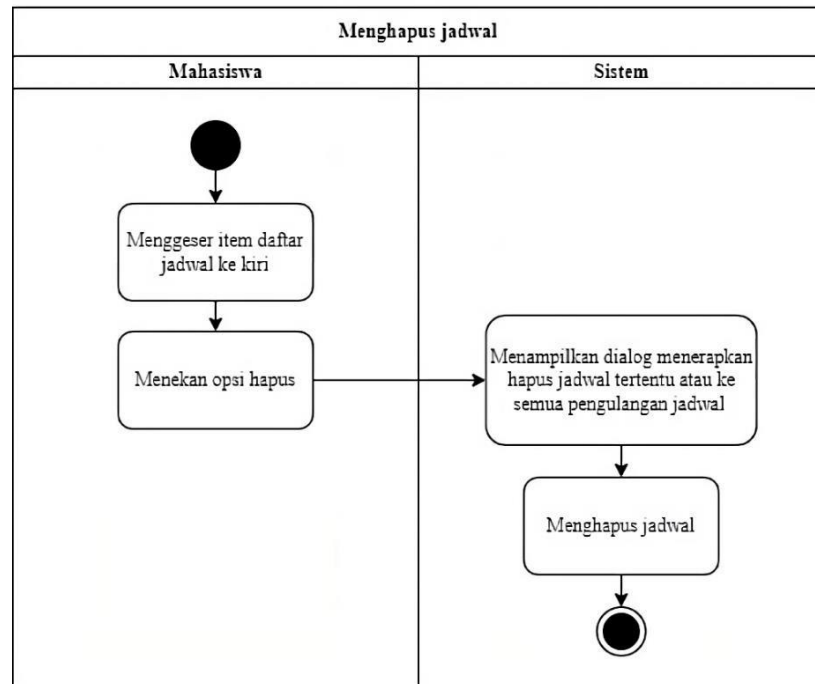 Menghapus jadwal
Mahasiswa
Sistem
Menggeser item daftar
jadwal ke kiri
Menekan opsi hapus
Menampilkan dialog menerapkan
hapus jadwal tertentu atau ke
semua pengulangan jadwal
Menghapus jadwal